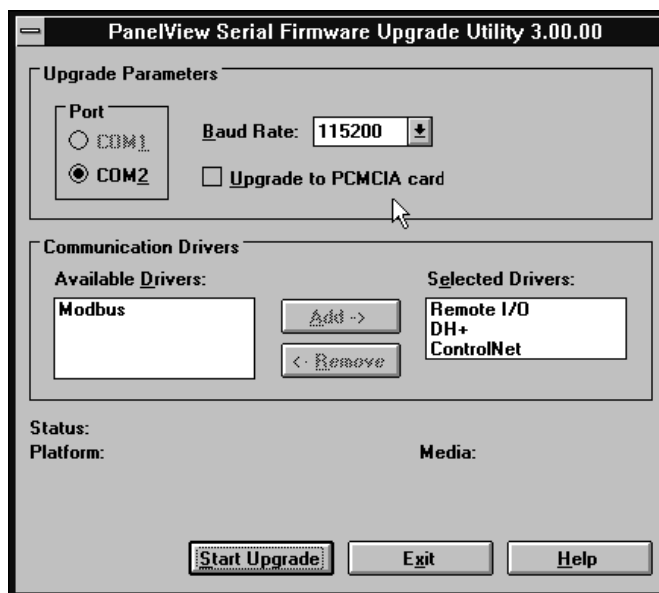 PanelView Serial Firmware Upgrade Utility 3.00.00
Upgrade Parameters
Port
COM1
COM2
Baud Rate: 115200
Upgrade to PCMCIA card
Communication Drivers
Available Drivers:
Modbus
Add ->
<- Remove
Selected Drivers:
Remote I/O
DH+
ControlNet
Status:
Platform:
Media:
Start Upgrade
Exit
Help